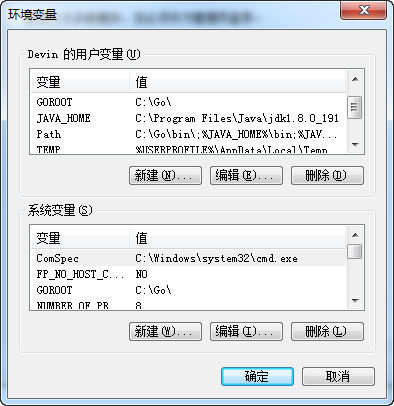 环境变量
Devin 的用户变量(U)
变量 值
GOROOT C:\Go\
JAVA_HOME C:\Program Files\Java\jdk1.8.0_191
Path C:\Go\bin\;%JAVA_HOME%\bin;%JAV...
TEMP %USERPROFILE%\AppData\Local\Temp
新建(N)... 编辑(E)... 删除(D)
系统变量(S)
变量 值
ComSpec C:\Windows\system32\cmd.exe
FP_NO_HOST_C... NO
GOROOT C:\Go\
NUMBER_OF_PR... 8
新建(W)... 编辑(I)... 删除(L)
确定 取消